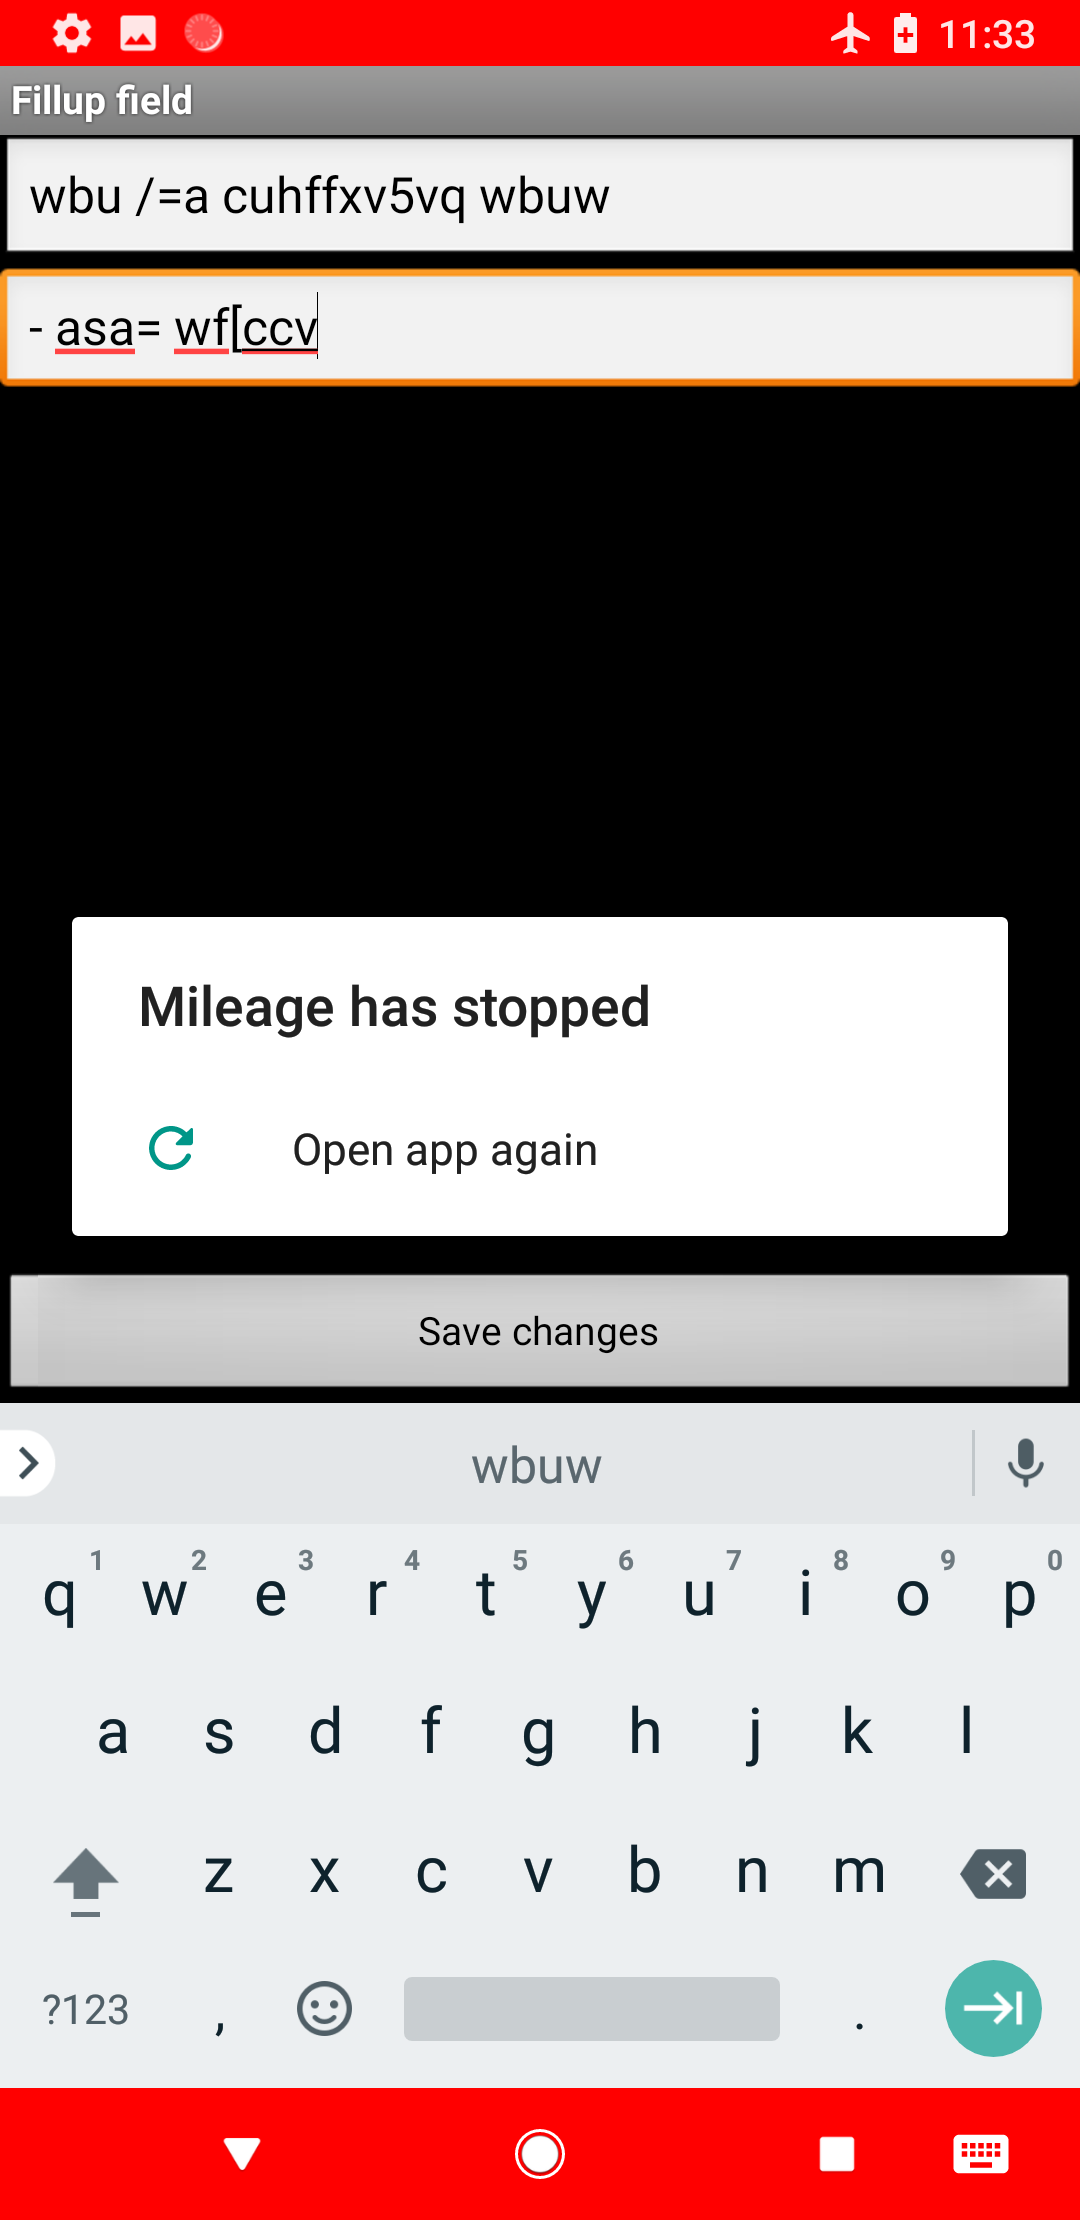 11:33
Fillup field
wbu /=a cuhffxv5vq wbuw
- asa= wf[ccv
Mileage has stopped
Open app again
Save changes
wbuw
1 2 3 4 5 6 7 8 9 0
q w e r t y u i o p
a s d f g h j k l
z x c v b n m
?123 , .